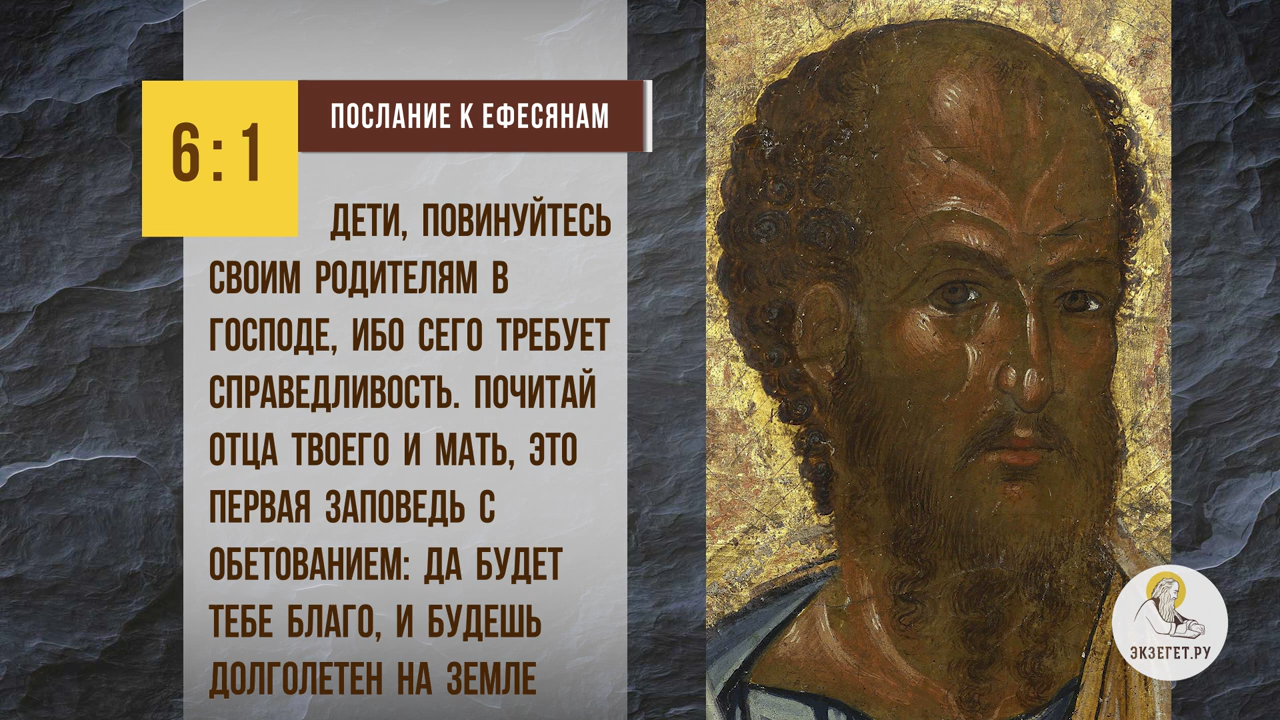 6:1
ПОСЛАНИЕ К ЕФЕСЯНАМ
ДЕТИ, ПОВИНУЙТЕСЬ
СВОИМ РОДИТЕЛЯМ В
ГОСПОДЕ, ИБО СЕГО ТРЕБУЕТ
СПРАВЕДЛИВОСТЬ. ПОЧИТАЙ
ОТЦА ТВОЕГО И МАТЬ, ЭТО
ПЕРВАЯ ЗАПОВЕДЬ С
ОБЕТОВАНИЕМ: ДА БУДЕТ
ТЕБЕ БЛАГО, И БУДЕШЬ
ДОЛГОЛЕТЕН НА ЗЕМЛЕ
ЭКЗЕГЕТ.РУ